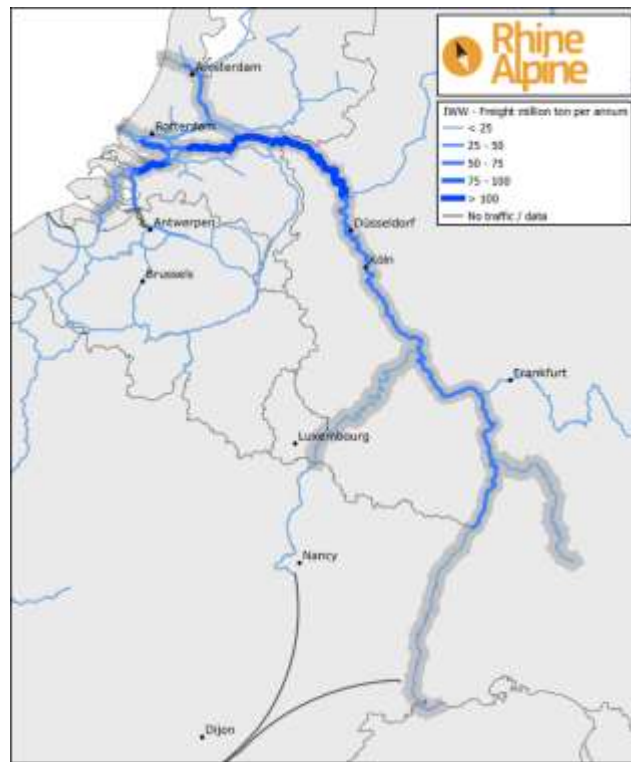 Rhine
Alpine
IWW - Freight million ton per annum
< 25
25 - 50
50 - 75
75 - 100
> 100
No traffic / data
Amsterdam
Rotterdam
Antwerpen
Düsseldorf
Köln
Brussels
Frankfurt
Luxembourg
Nancy
Dijon